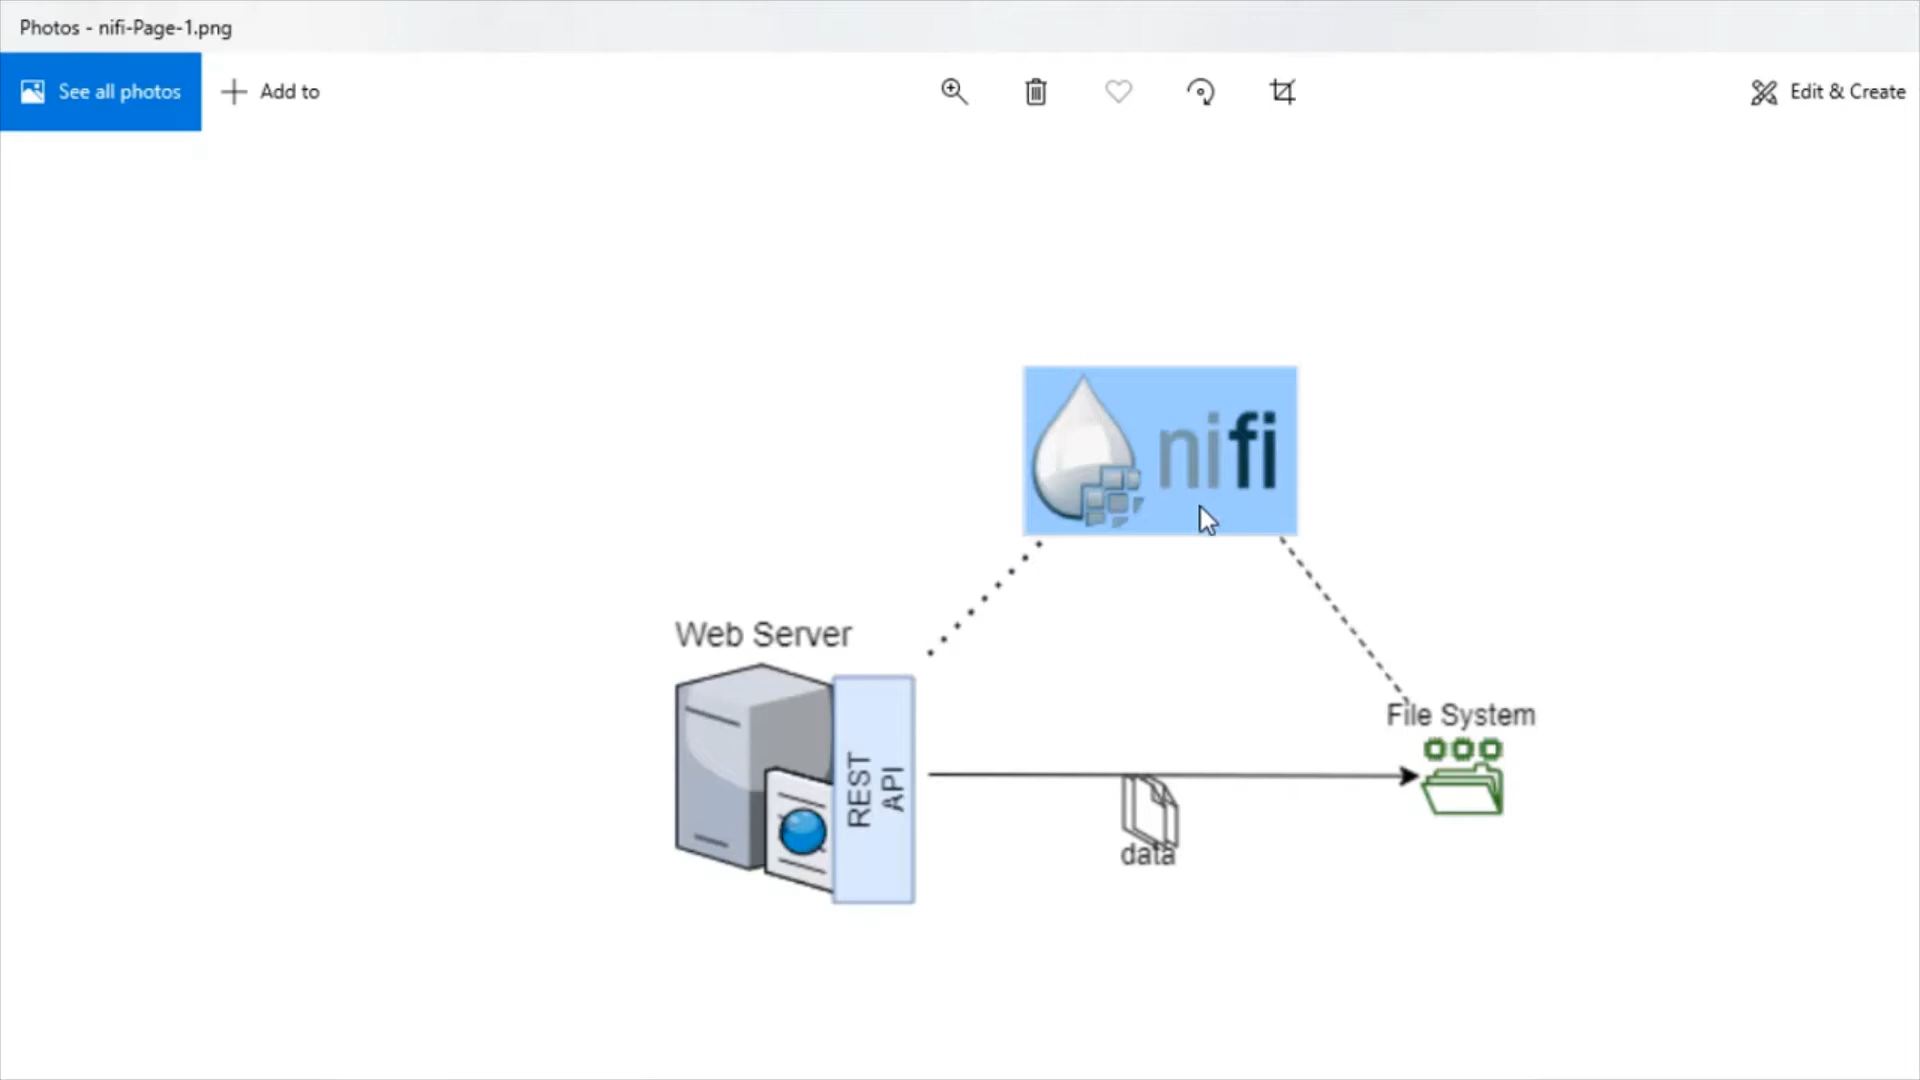 Photos - nifi-Page-1.png
See all photos
Add to
Edit & Create
nifi
Web Server
REST
API
File System
data